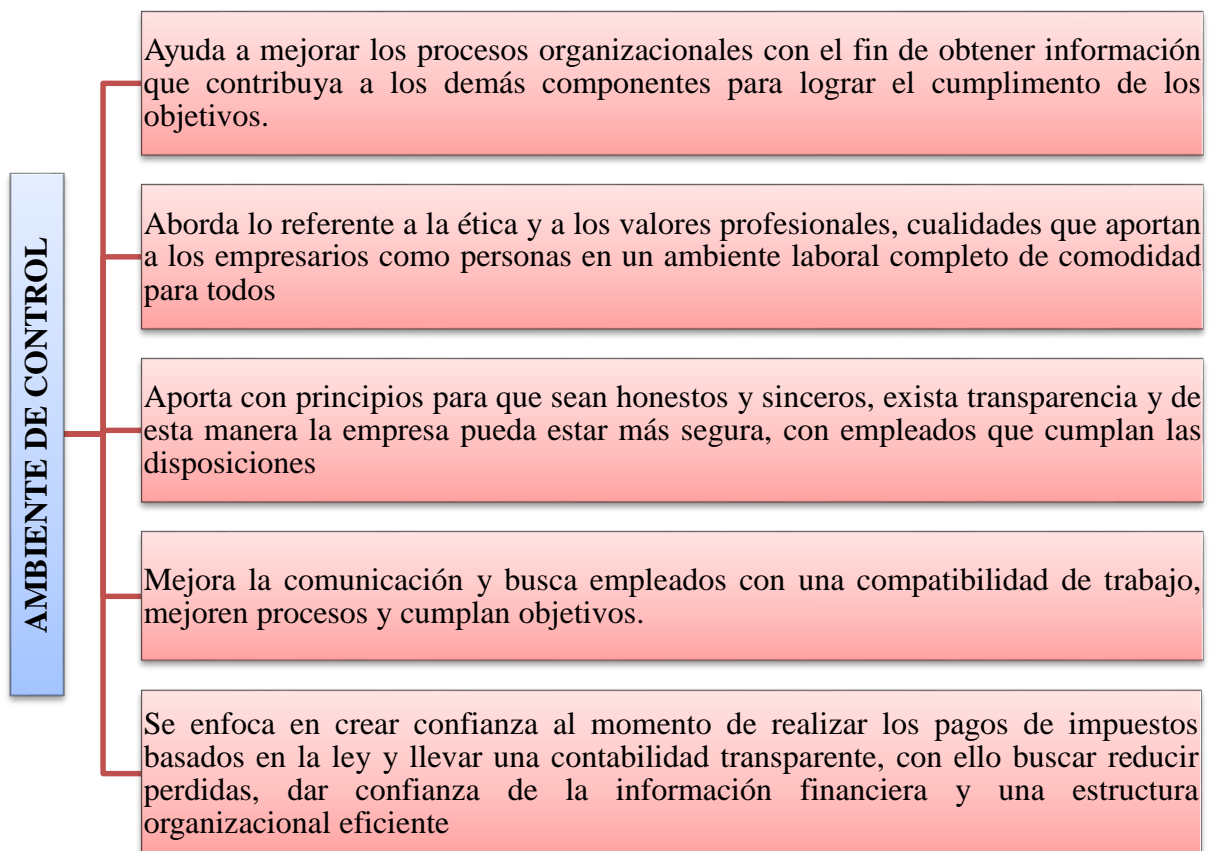 AMBIENTE DE CONTROL
Ayuda a mejorar los procesos organizacionales con el fin de obtener información
que contribuya a los demás componentes para lograr el cumplimento de los
objetivos.
Aborda lo referente a la ética y a los valores profesionales, cualidades que aportan
a los empresarios como personas en un ambiente laboral completo de comodidad
para todos
Aporta con principios para que sean honestos y sinceros, exista transparencia y de
esta manera la empresa pueda estar más segura, con empleados que cumplan las
disposiciones
Mejora la comunicación y busca empleados con una compatibilidad de trabajo,
mejoren procesos y cumplan objetivos.
Se enfoca en crear confianza al momento de realizar los pagos de impuestos
basados en la ley y llevar una contabilidad transparente, con ello buscar reducir
perdidas, dar confianza de la información financiera y una estructura
organizacional eficiente